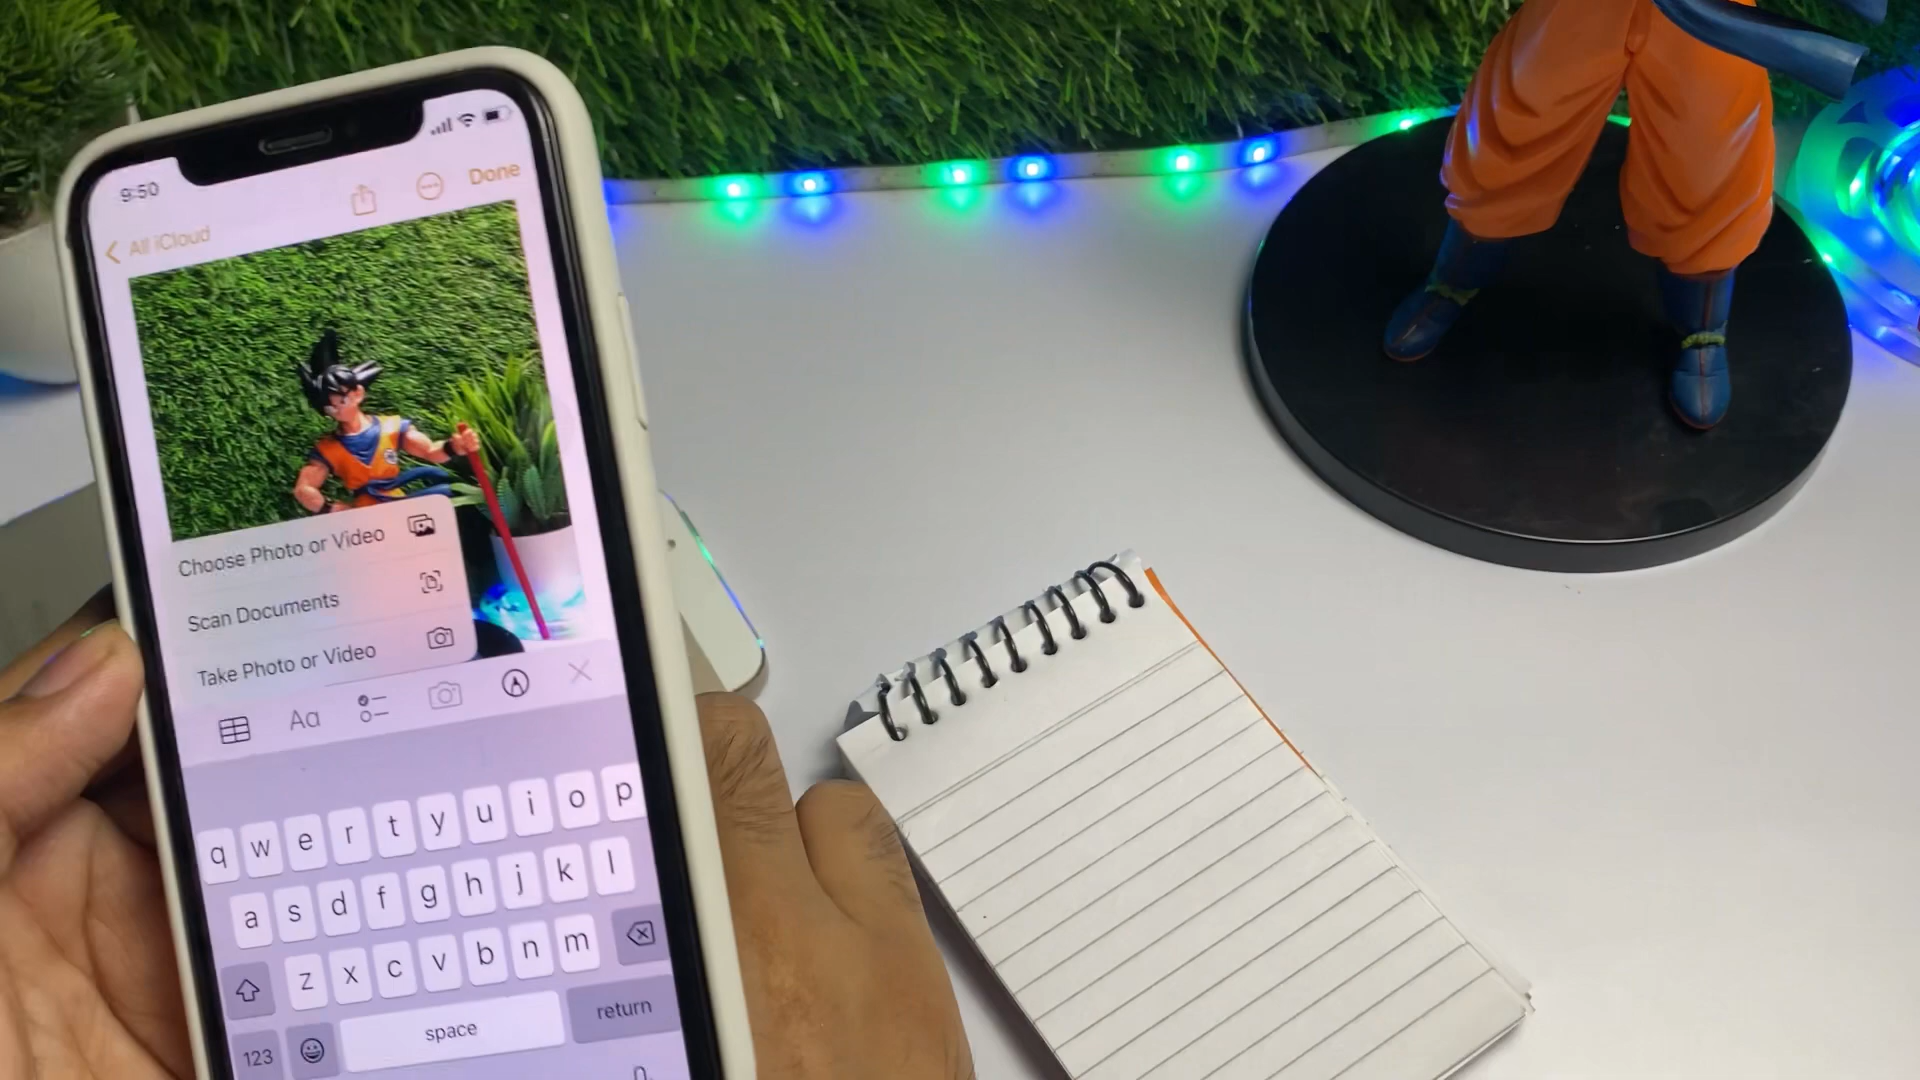 9:50
Done
All iCloud
Choose Photo or Video
Scan Documents
Take Photo or Video
Aa
q w e r t y u i o p
a s d f g h j k l
z x c v b n m
123 space return